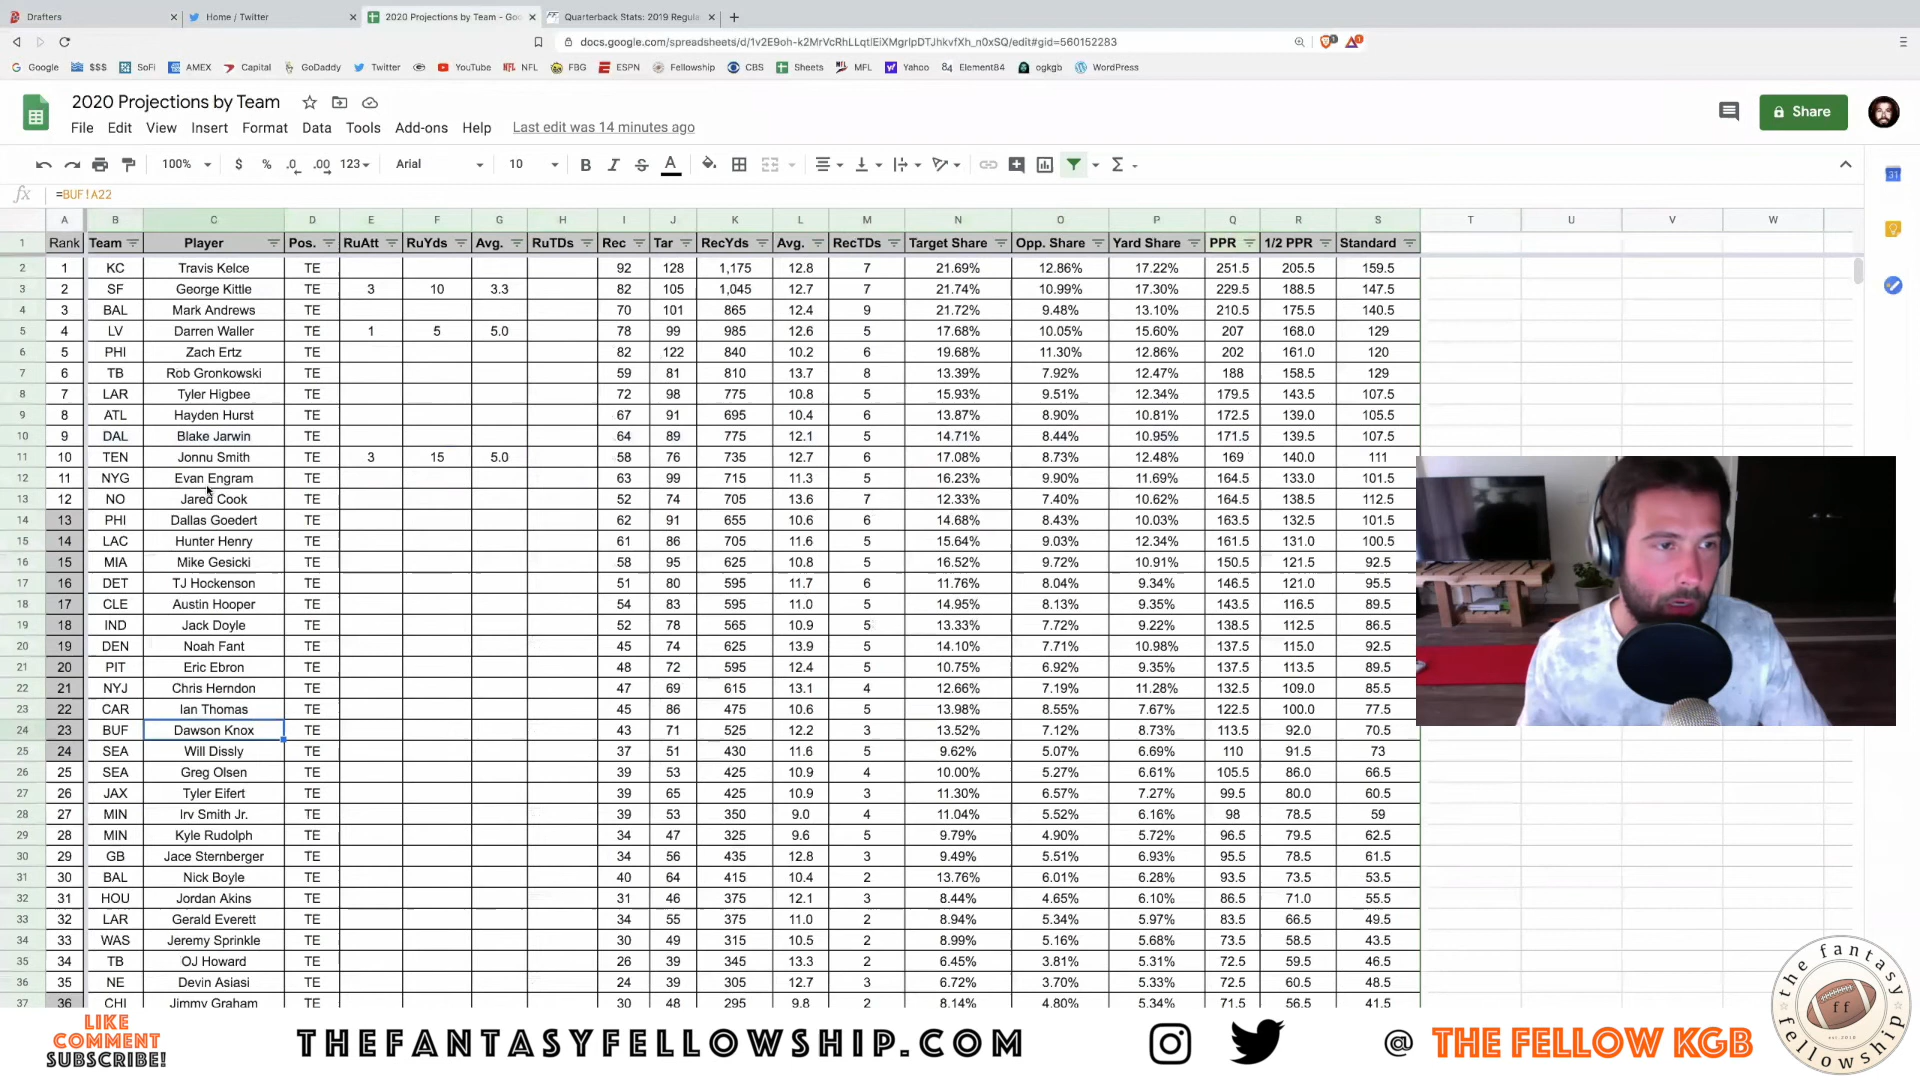 Drafters
Home / Twitter
2020 Projections by Team - Goo
Quarterback Stats: 2019 Regula
docs.google.com/spreadsheets/d/1v2E9oh-k2MrVcRhLLqtlEiXMgrlpDTJhkvfXh_n0xSQ/edit#gid=560152283
Google $$$ SoFi AMEX Capital GoDaddy Twitter YouTube NFL FBG ESPN Fellowship CBS Sheets MFL Yahoo Element84 ogkgb WordPress
2020 Projections by Team
Share
File Edit View Insert Format Data Tools Add-ons Help Last edit was 14 minutes ago
100% $ % .0 .00 123 Arial 10 B I S A
=BUF!A22
A B C D E F G H I J K L M N O P Q R S T U V W
1 Rank Team Player Pos. RuAtt RuYds Avg. RuTDs Rec Tar RecYds Avg. RecTDs Target Share Opp. Share Yard Share PPR 1/2 PPR Standard
2 1 KC Travis Kelce TE 92 128 1,175 12.8 7 21.69% 12.86% 17.22% 251.5 205.5 159.5
3 2 SF George Kittle TE 3 10 3.3 82 105 1,045 12.7 7 21.74% 10.99% 17.30% 229.5 188.5 147.5
4 3 BAL Mark Andrews TE 70 101 865 12.4 9 21.72% 9.48% 13.10% 210.5 175.5 140.5
5 4 LV Darren Waller TE 1 5 5.0 78 99 985 12.6 5 17.68% 10.05% 15.60% 207 168.0 129
6 5 PHI Zach Ertz TE 82 122 840 10.2 6 19.68% 11.30% 12.86% 202 161.0 120
7 6 TB Rob Gronkowski TE 59 81 810 13.7 8 13.39% 7.92% 12.47% 188 158.5 129
8 7 LAR Tyler Higbee TE 72 98 775 10.8 5 15.93% 9.51% 12.34% 179.5 143.5 107.5
9 8 ATL Hayden Hurst TE 67 91 695 10.4 6 13.87% 8.90% 10.81% 172.5 139.0 105.5
10 9 DAL Blake Jarwin TE 64 89 775 12.1 5 14.71% 8.44% 10.95% 171.5 139.5 107.5
11 10 TEN Jonnu Smith TE 3 15 5.0 58 76 735 12.7 5 17.08% 8.73% 12.48% 169 140.0 111
12 11 NYG Evan Engram TE 63 99 715 11.3 5 16.23% 9.90% 11.69% 164.5 133.0 101.5
13 12 NO Jared Cook TE 52 74 705 13.6 7 12.33% 7.40% 10.62% 164.5 138.5 112.5
14 13 PHI Dallas Goedert TE 62 91 655 10.6 6 14.68% 8.43% 10.03% 163.5 132.5 101.5
15 14 LAC Hunter Henry TE 61 86 705 11.6 5 15.64% 9.03% 12.34% 161.5 131.0 100.5
16 15 MIA Mike Gesicki TE 58 95 625 10.8 5 16.52% 9.72% 10.91% 150.5 121.5 92.5
17 16 DET TJ Hockenson TE 51 80 595 11.7 6 11.76% 8.04% 9.34% 146.5 121.0 95.5
18 17 CLE Austin Hooper TE 54 83 595 11.0 5 14.95% 8.13% 9.35% 143.5 116.5 89.5
19 18 IND Jack Doyle TE 52 78 565 10.9 5 13.33% 7.72% 9.22% 138.5 112.5 86.5
20 19 DEN Noah Fant TE 45 74 625 13.9 5 14.10% 7.71% 10.98% 137.5 115.0 92.5
21 20 PIT Eric Ebron TE 48 72 595 12.4 5 10.75% 6.92% 9.35% 137.5 113.5 89.5
22 21 NYJ Chris Herndon TE 47 69 615 13.1 4 12.66% 7.19% 11.28% 132.5 109.0 85.5
23 22 CAR Ian Thomas TE 45 86 475 10.6 5 13.98% 8.55% 7.67% 122.5 100.0 77.5
24 23 BUF Dawson Knox TE 43 71 525 12.2 3 13.52% 7.12% 8.73% 113.5 92.0 70.5
25 24 SEA Will Dissly TE 37 51 430 11.6 5 9.62% 5.07% 6.69% 110 91.5 73
26 25 SEA Greg Olsen TE 39 53 425 10.9 4 10.00% 5.27% 6.61% 105.5 86.0 66.5
27 26 JAX Tyler Eifert TE 39 65 425 10.9 3 11.30% 6.57% 7.27% 99.5 80.0 60.5
28 27 MIN Irv Smith Jr. TE 39 53 350 9.0 4 11.04% 5.52% 6.16% 98 78.5 59
29 28 MIN Kyle Rudolph TE 34 47 325 9.6 5 9.79% 4.90% 5.72% 96.5 79.5 62.5
30 29 GB Jace Sternberger TE 34 56 435 12.8 3 9.49% 5.51% 6.93% 95.5 78.5 61.5
31 30 BAL Nick Boyle TE 40 64 415 10.4 2 13.76% 6.01% 6.28% 93.5 73.5 53.5
32 31 HOU Jordan Akins TE 31 46 375 12.1 3 8.44% 4.65% 6.10% 86.5 71.0 55.5
33 32 LAR Gerald Everett TE 34 55 375 11.0 2 8.94% 5.34% 5.97% 83.5 66.5 49.5
34 33 WAS Jeremy Sprinkle TE 30 49 315 10.5 2 8.99% 5.16% 5.68% 73.5 58.5 43.5
35 34 TB OJ Howard TE 26 39 345 13.3 2 6.45% 3.81% 5.31% 72.5 59.5 46.5
36 35 NE Devin Asiasi TE 24 39 305 12.7 3 6.72% 3.70% 5.33% 72.5 60.5 48.5
37 36 CHI Jimmy Graham TE 30 48 295 9.8 2 8.14% 4.80% 5.34% 71.5 56.5 41.5
LIKE
COMMENT
SUBSCRIBE!
THEFANTASYFELLOWSHIP.COM
@ THE FELLOW KGB
the fantasy
ff
est. 2018
fellowship